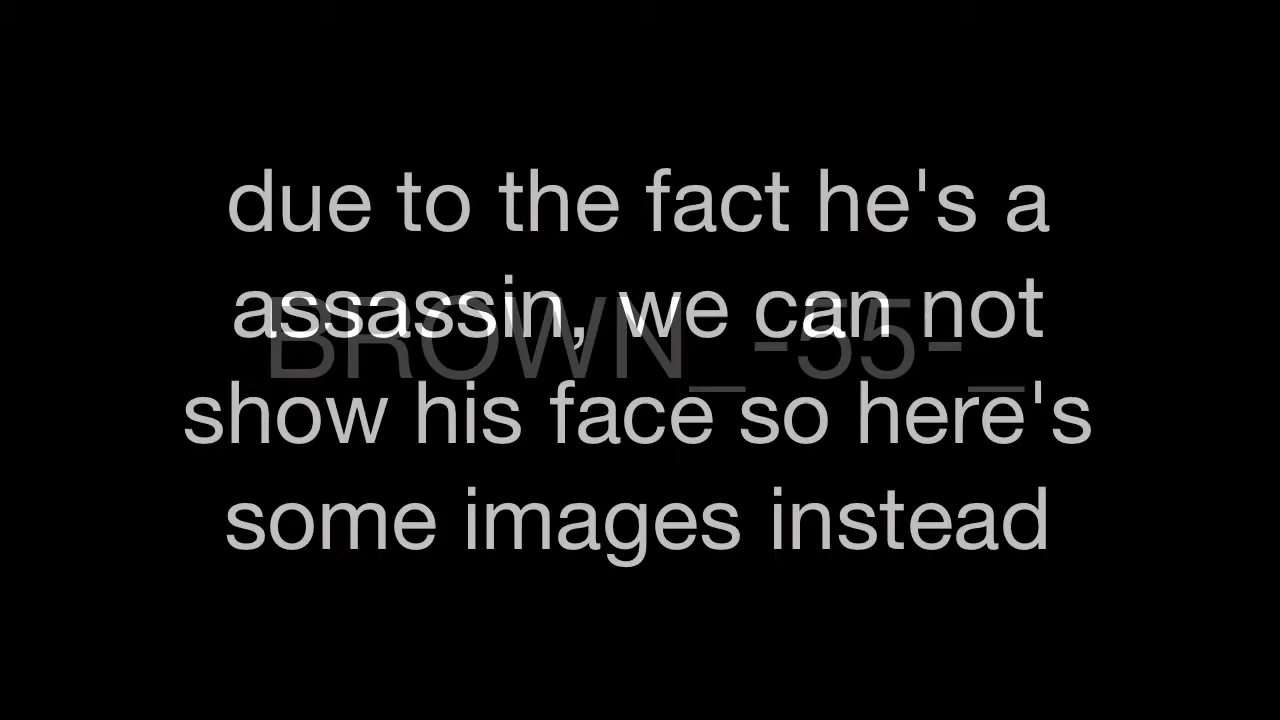 due to the fact he's a
assassin, we can not
BROWN_-55-_
show his face so here's
some images instead